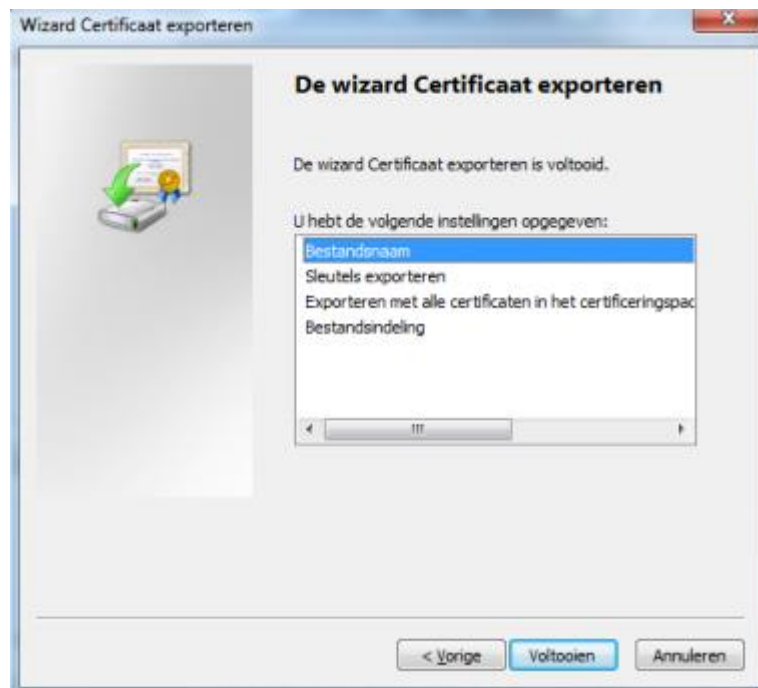 Wizard Certificaat exporteren
De wizard Certificaat exporteren
De wizard Certificaat exporteren is voltooid.
U hebt de volgende instellingen opgegeven:
Bestandsnaam
Sleutels exporteren
Exporteren met alle certificaten in het certificeringspac
Bestandsindeling
< Vorige Voltooien Annuleren